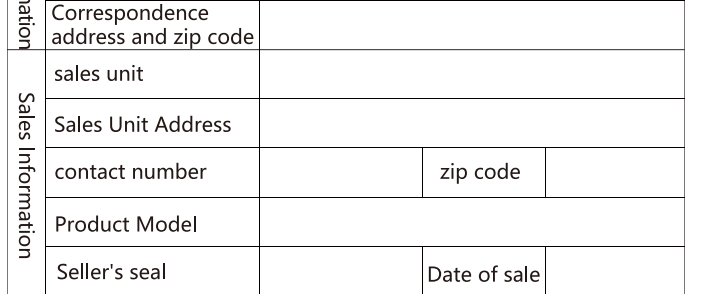 nation
Correspondence
address and zip code
Sales Information
sales unit
Sales Unit Address
contact number
zip code
Product Model
Seller's seal
Date of sale